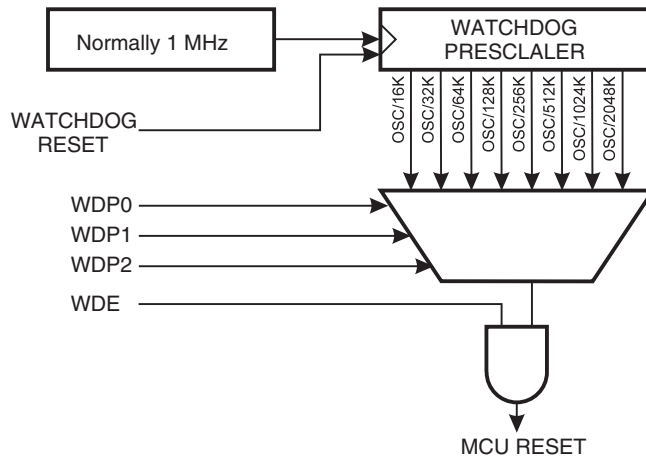 Normally 1 MHz
WATCHDOG
PRESCLALER
OSC/16K
OSC/32K
OSC/64K
OSC/128K
OSC/256K
OSC/512K
OSC/1024K
OSC/2048K
WATCHDOG
RESET
WDP0
WDP1
WDP2
WDE
MCU RESET